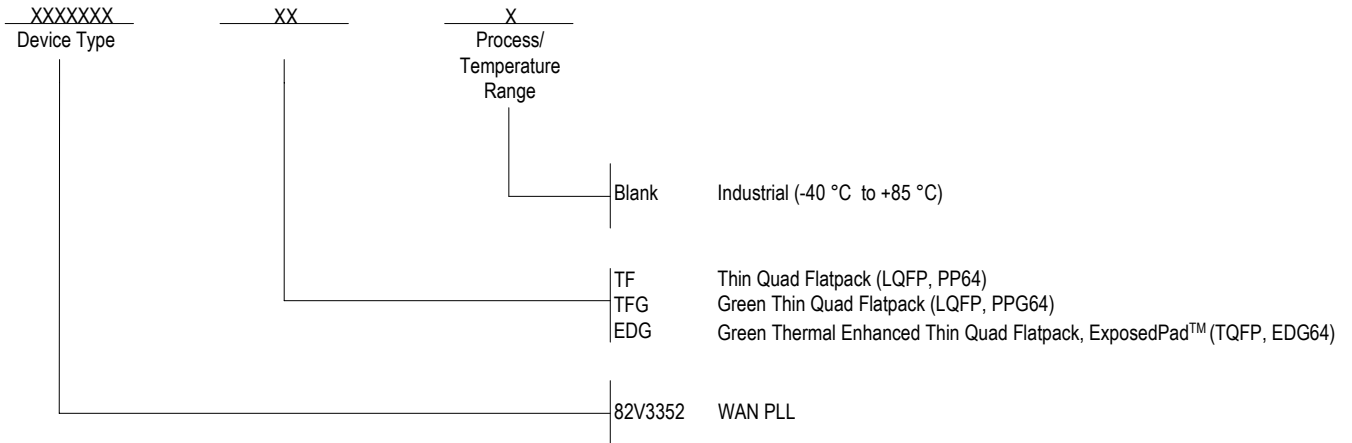 XXXXXXX XX X
Device Type Process/
Temperature
Range
Blank Industrial (-40 °C to +85 °C)
TF Thin Quad Flatpack (LQFP, PP64)
TFG Green Thin Quad Flatpack (LQFP, PPG64)
EDG Green Thermal Enhanced Thin Quad Flatpack, ExposedPad™ (TQFP, EDG64)
82V3352 WAN PLL